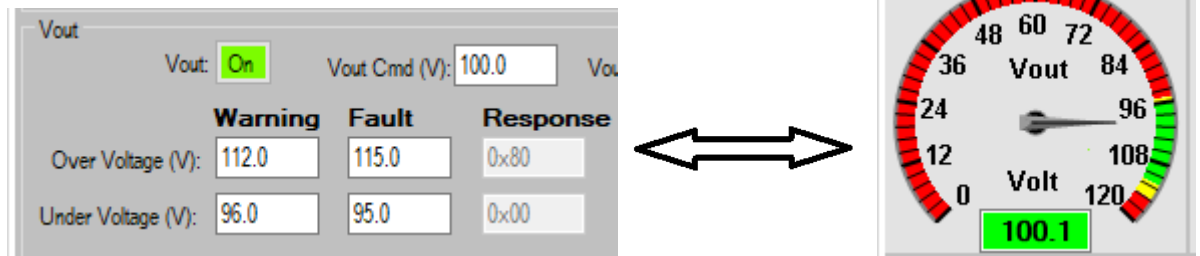 Vout
Vout: On Vout Cmd (V): 100.0
Warning Fault Response
Over Voltage (V): 112.0 115.0 0x80
Under Voltage (V): 96.0 95.0 0x00
48 60 72
36 Vout 84
24 96
12 108
0 Volt 120
100.1